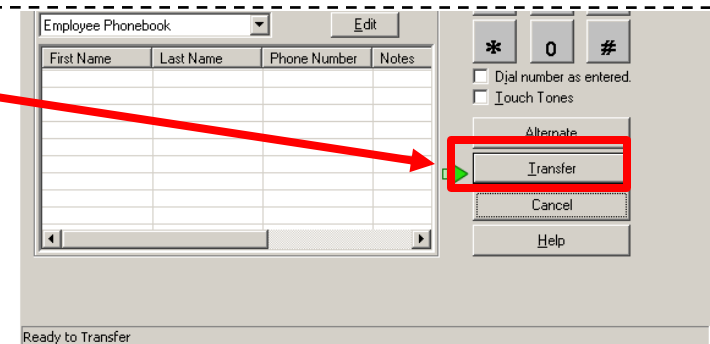 Employee Phonebook Edit
First Name Last Name Phone Number Notes
* 0 #
Dial number as entered.
Touch Tones
Alternate
Transfer
Cancel
Help
Ready to Transfer